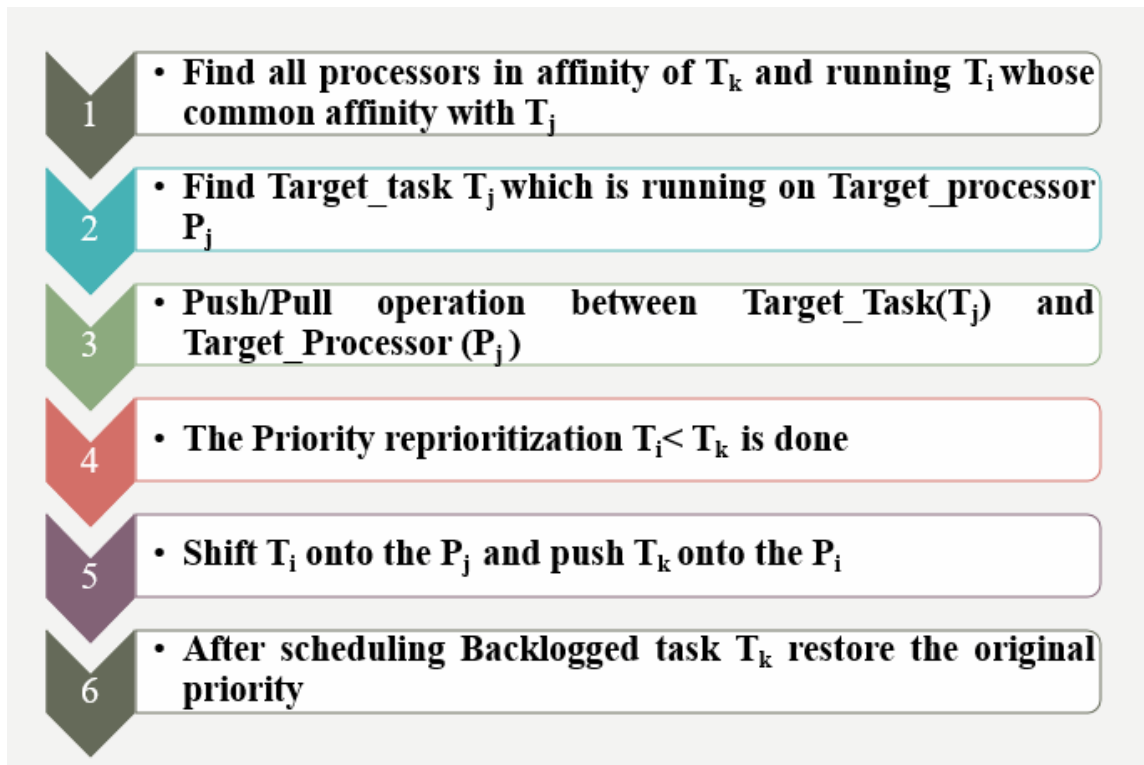 1
• Find all processors in affinity of Tk and running Ti whose
common affinity with Tj
2
• Find Target_task Tj which is running on Target_processor
Pj
3
• Push/Pull operation between Target_Task(Tj) and
Target_Processor (Pj )
4
• The Priority reprioritization Ti< Tk is done
5
• Shift Ti onto the Pj and push Tk onto the Pi
6
• After scheduling Backlogged task Tk restore the original
priority